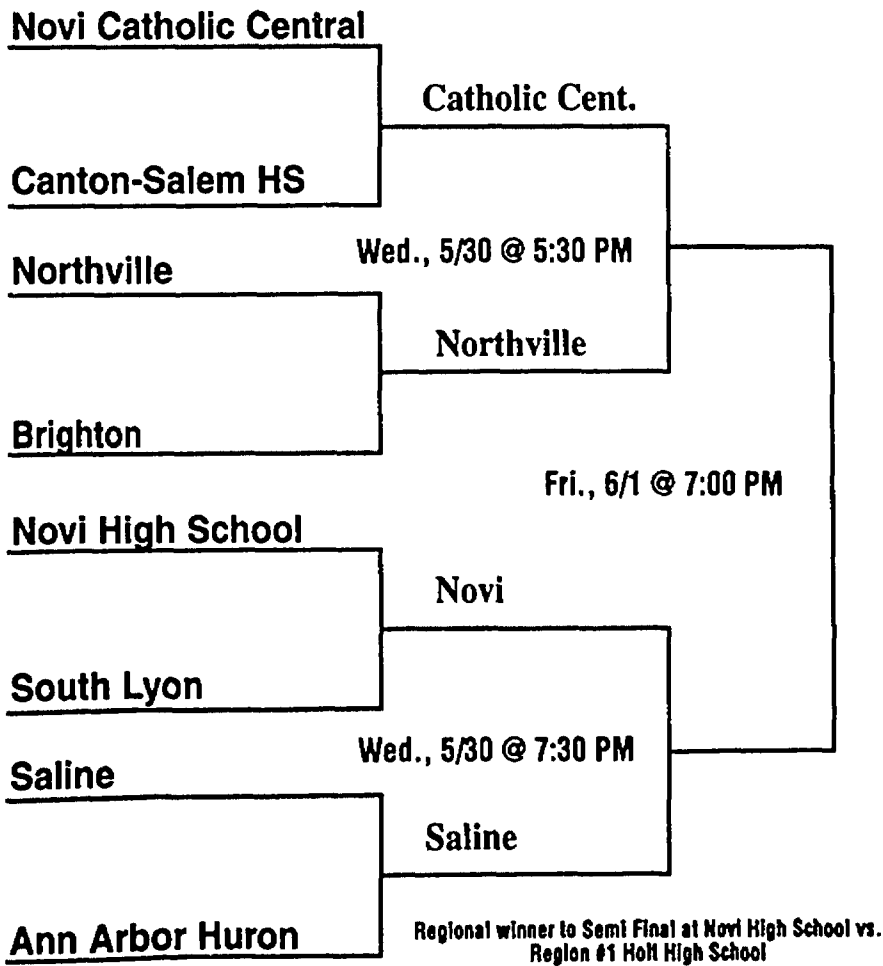 Novi Catholic Central
Catholic Cent.
Canton-Salem HS
Wed., 5/30 @ 5:30 PM
Northville
Northville
Brighton
Fri., 6/1 @ 7:00 PM
Novi High School
Novi
South Lyon
Wed., 5/30 @ 7:30 PM
Saline
Saline
Ann Arbor Huron
Regional winner to Semi Final at Novi High School vs.
Region #1 Holt High School